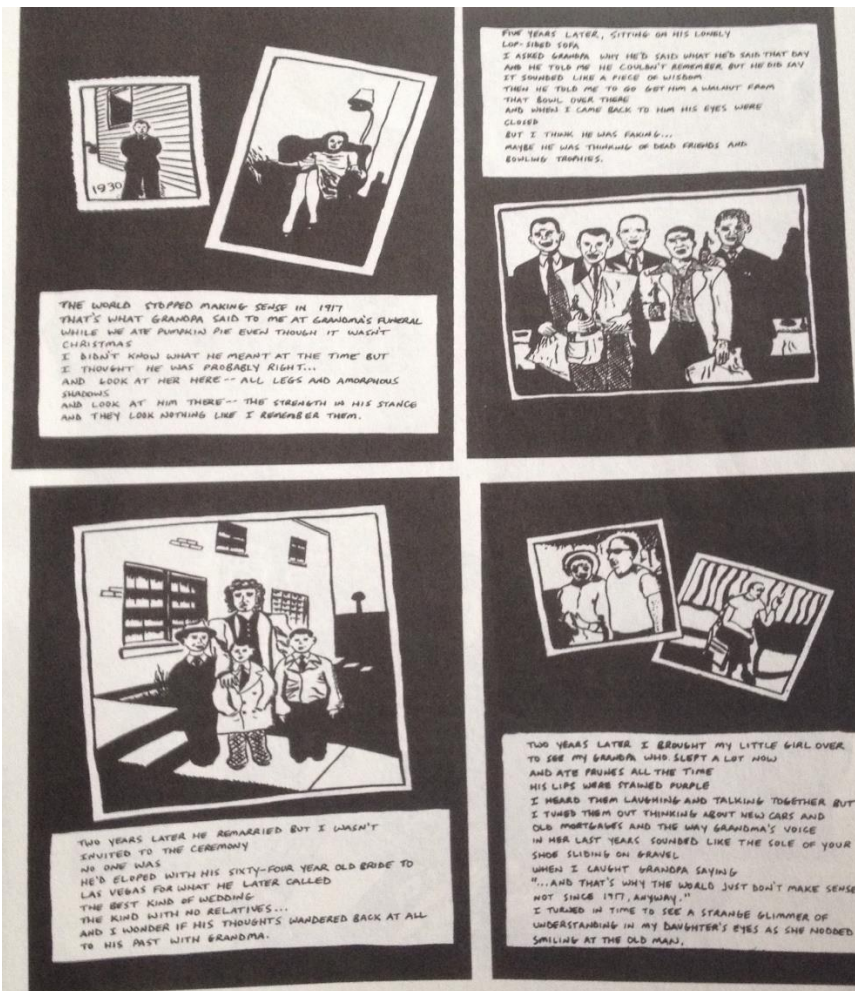 1930
THE WORLD STOPPED MAKING SENSE IN 1917
THAT'S WHAT GRANDPA SAID TO ME AT GRANDMA'S FUNERAL
WHILE WE ATE PUMPKIN PIE EVEN THOUGH IT WASN'T
CHRISTMAS
I DIDN'T KNOW WHAT HE MEANT AT THE TIME BUT
I THOUGHT HE WAS PROBABLY RIGHT...
AND LOOK AT HER HERE -- ALL LEGS AND AMORPHOUS
SHADOWS
AND LOOK AT HIM THERE -- THE STRENGTH IN HIS STANCE
AND THEY LOOK NOTHING LIKE I REMEMBER THEM.
FIVE YEARS LATER, SITTING ON HIS LONELY
LOP-SIDED SOFA
I ASKED GRANDPA WHY HE'D SAID WHAT HE'D SAID THAT DAY
AND HE TOLD ME HE COULDN'T REMEMBER BUT HE DID SAY
IT SOUNDED LIKE A PIECE OF WISDOM
THEN HE TOLD ME TO GO GET HIM A WALNUT FROM
THAT BOWL OVER THERE
AND WHEN I CAME BACK TO HIM HIS EYES WERE
CLOSED
BUT I THINK HE WAS FAKING...
MAYBE HE WAS THINKING OF DEAD FRIENDS AND
BOWLING TROPHIES.
TWO YEARS LATER HE REMARRIED BUT I WASN'T
INVITED TO THE CEREMONY
NO ONE WAS
HE'D ELOPED WITH HIS SIXTY-FOUR YEAR OLD BRIDE TO
LAS VEGAS FOR WHAT HE LATER CALLED
THE BEST KIND OF WEDDING
THE KIND WITH NO RELATIVES...
AND I WONDER IF HIS THOUGHTS WANDERED BACK AT ALL
TO HIS PAST WITH GRANDMA.
TWO YEARS LATER I BROUGHT MY LITTLE GIRL OVER
TO SEE MY GRANDPA WHO SLEPT A LOT NOW
AND ATE PRUNES ALL THE TIME
HIS LIPS WERE STAINED PURPLE
I HEARD THEM LAUGHING AND TALKING TOGETHER BUT
I TUNED THEM OUT THINKING ABOUT NEW CARS AND
OLD MORTGAGES AND THE WAY GRANDMA'S VOICE
IN HER LAST YEARS SOUNDED LIKE THE SOLE OF YOUR
SHOE SLIDING ON GRAVEL
WHEN I CAUGHT GRANDPA SAYING
"...AND THAT'S WHY THE WORLD JUST DON'T MAKE SENSE
NOT SINCE 1917, ANYWAY."
I TURNED IN TIME TO SEE A STRANGE GLIMMER OF
UNDERSTANDING IN MY DAUGHTER'S EYES AS SHE NODDED
SMILING AT THE OLD MAN.